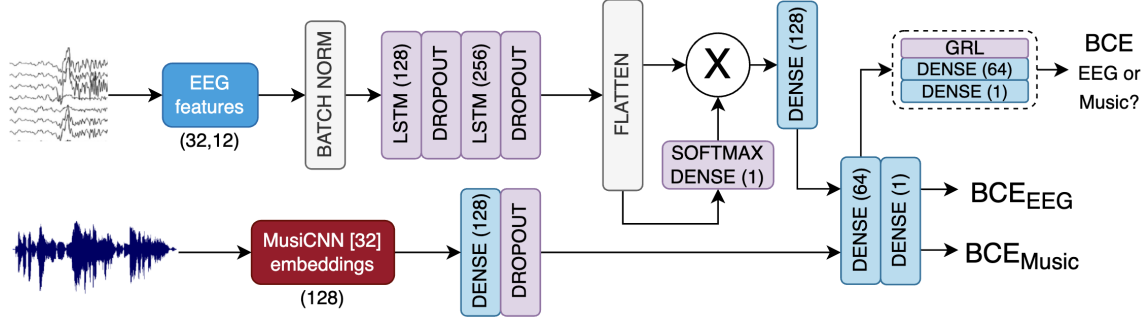 EEG
features
(32,12)
BATCH NORM
LSTM (128)
DROPOUT
LSTM (256)
DROPOUT
FLATTEN
X
SOFTMAX
DENSE (1)
DENSE (128)
GRL
DENSE (64)
DENSE (1)
BCE
EEG or
Music?
MusiCNN [32]
embeddings
(128)
DENSE (128)
DROPOUT
DENSE (64)
DENSE (1)
BCE_EEG
BCE_Music